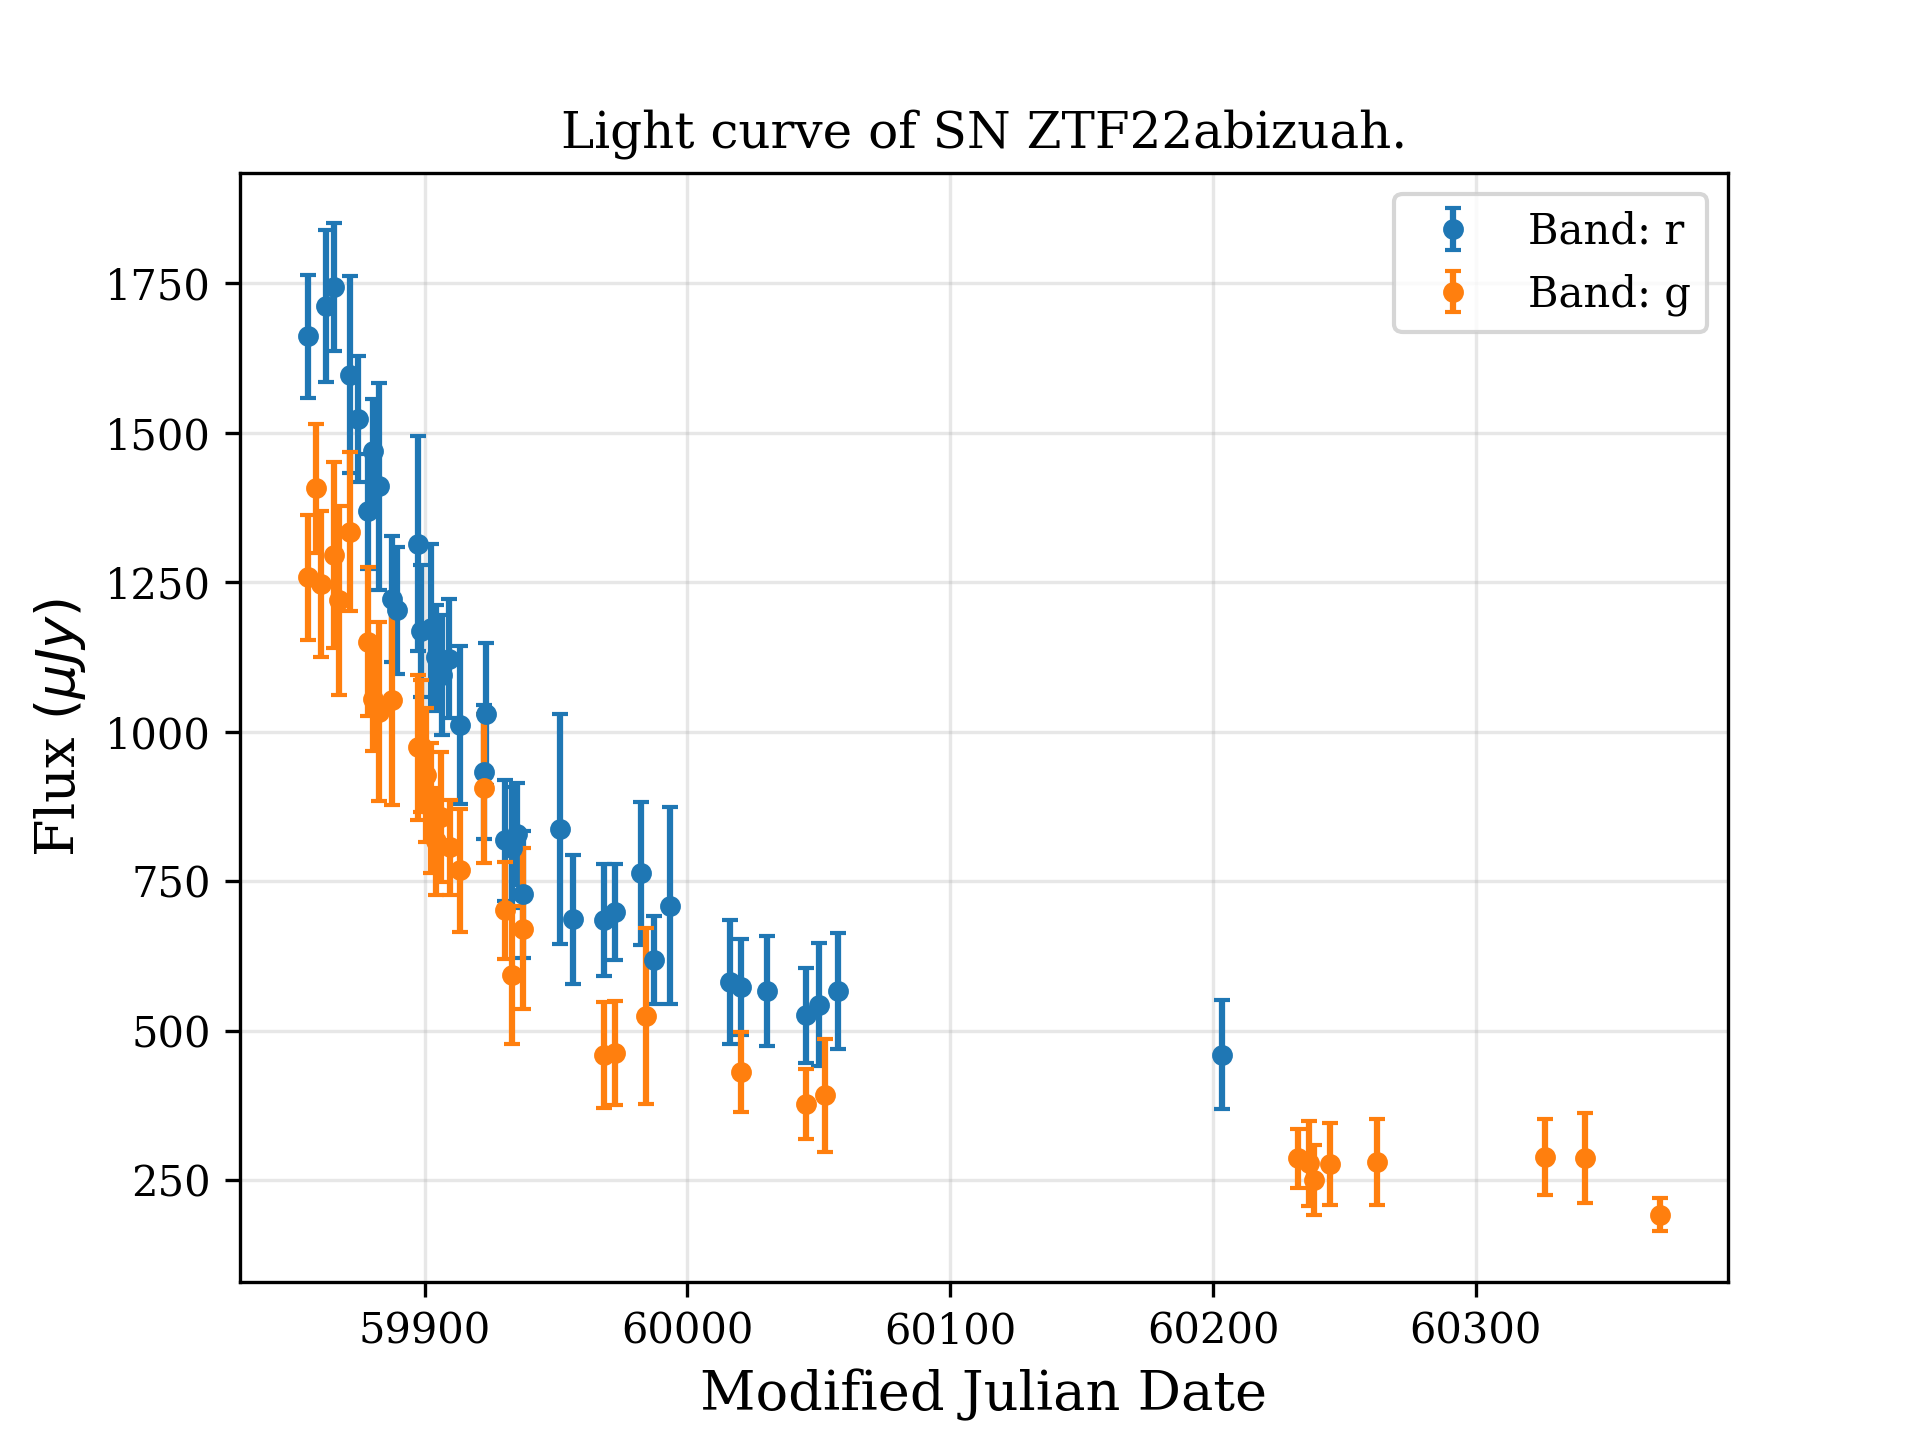 Light curve of SN ZTF22abizuah.
Band: r
Band: g
1750
1500
1250
1000
750
500
250
Flux (μJy)
59900 60000 60100 60200 60300
Modified Julian Date